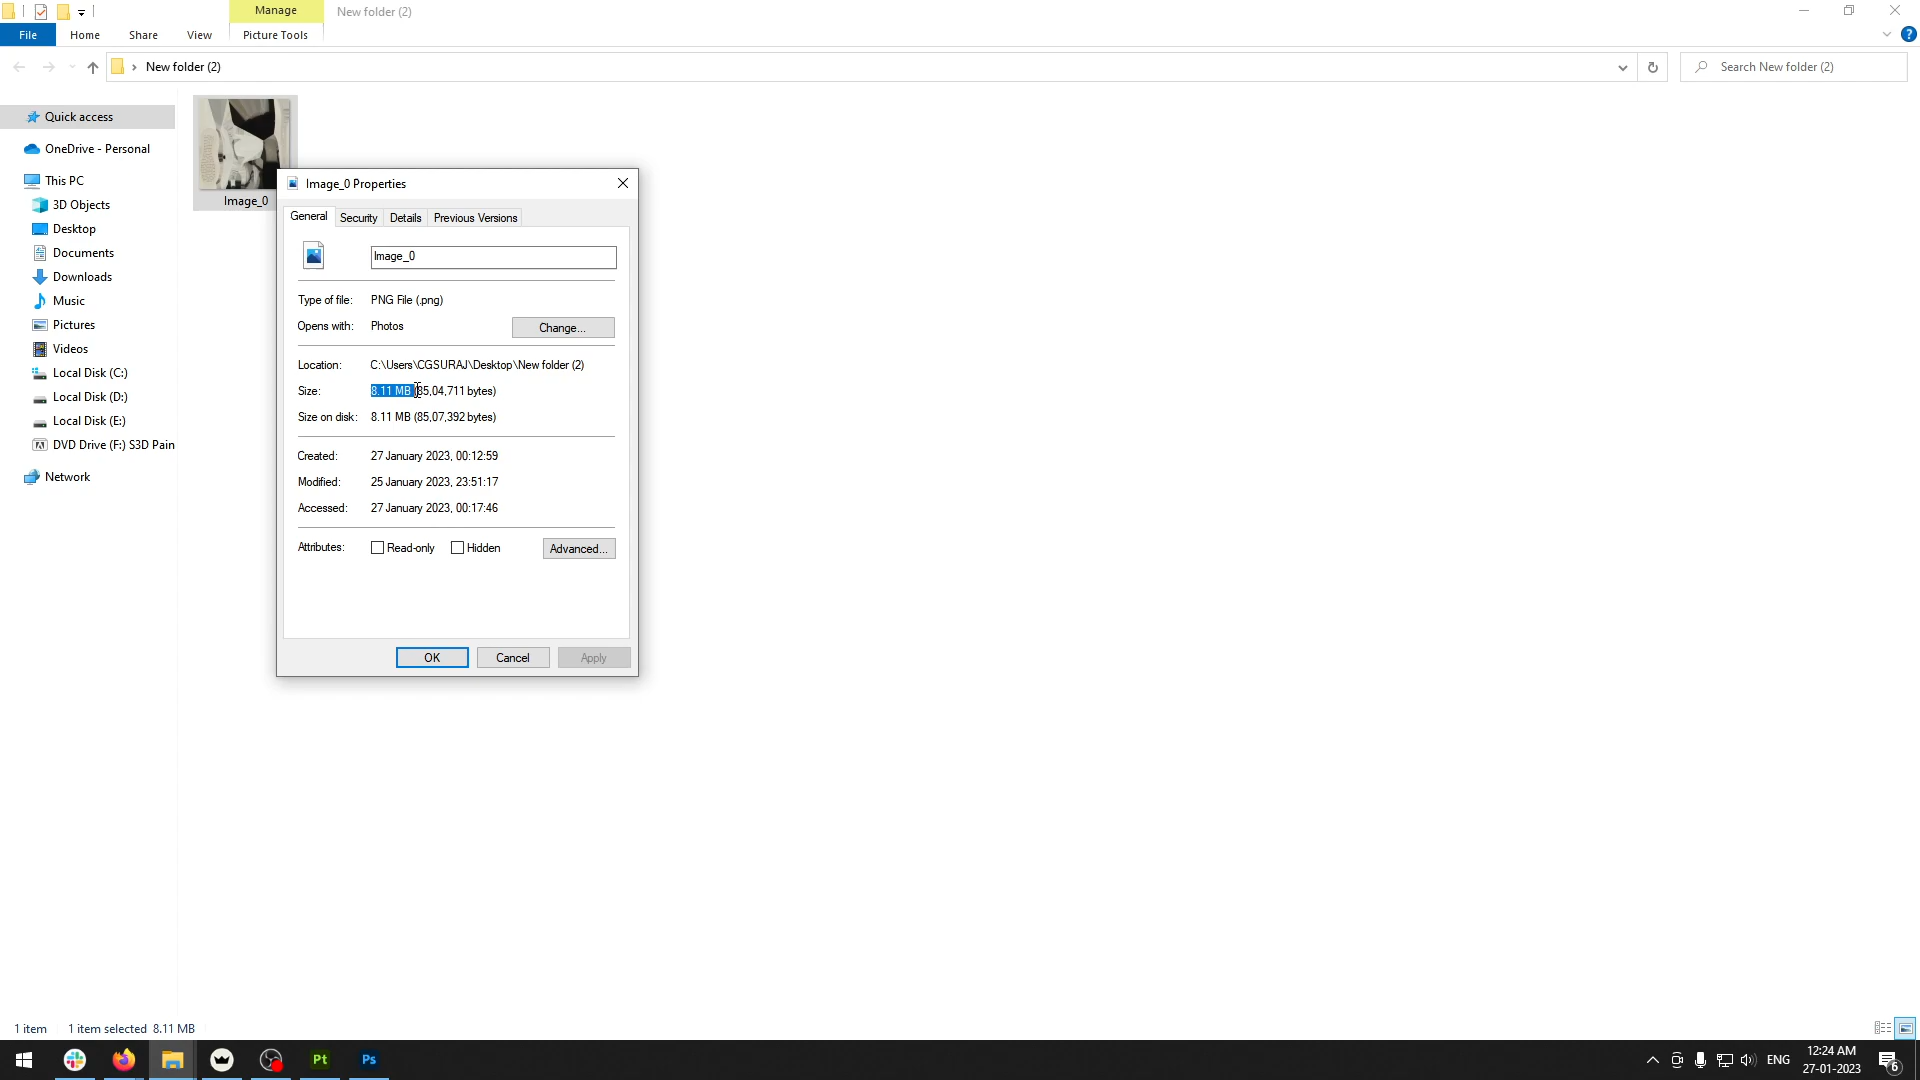 Manage
New folder (2)
File
Home
Share
View
Picture Tools
New folder (2)
Search New folder (2)
Quick access
OneDrive - Personal
This PC
3D Objects
Desktop
Documents
Downloads
Music
Pictures
Videos
Local Disk (C:)
Local Disk (D:)
Local Disk (E:)
DVD Drive (F:) S3D Pain
Network
Image_0
Image_0 Properties
General
Security
Details
Previous Versions
Image_0
Type of file: PNG File (.png)
Opens with: Photos
Change...
Location: C:\Users\CGSURAJ\Desktop\New folder (2)
Size: 8.11 MB (85,04,711 bytes)
Size on disk: 8.11 MB (85,07,392 bytes)
Created: 27 January 2023, 00:12:59
Modified: 25 January 2023, 23:51:17
Accessed: 27 January 2023, 00:17:46
Attributes: Read-only Hidden
Advanced...
OK
Cancel
Apply
1 item 1 item selected 8.11 MB
Pt
Ps
ENG
12:24 AM
27-01-2023
6